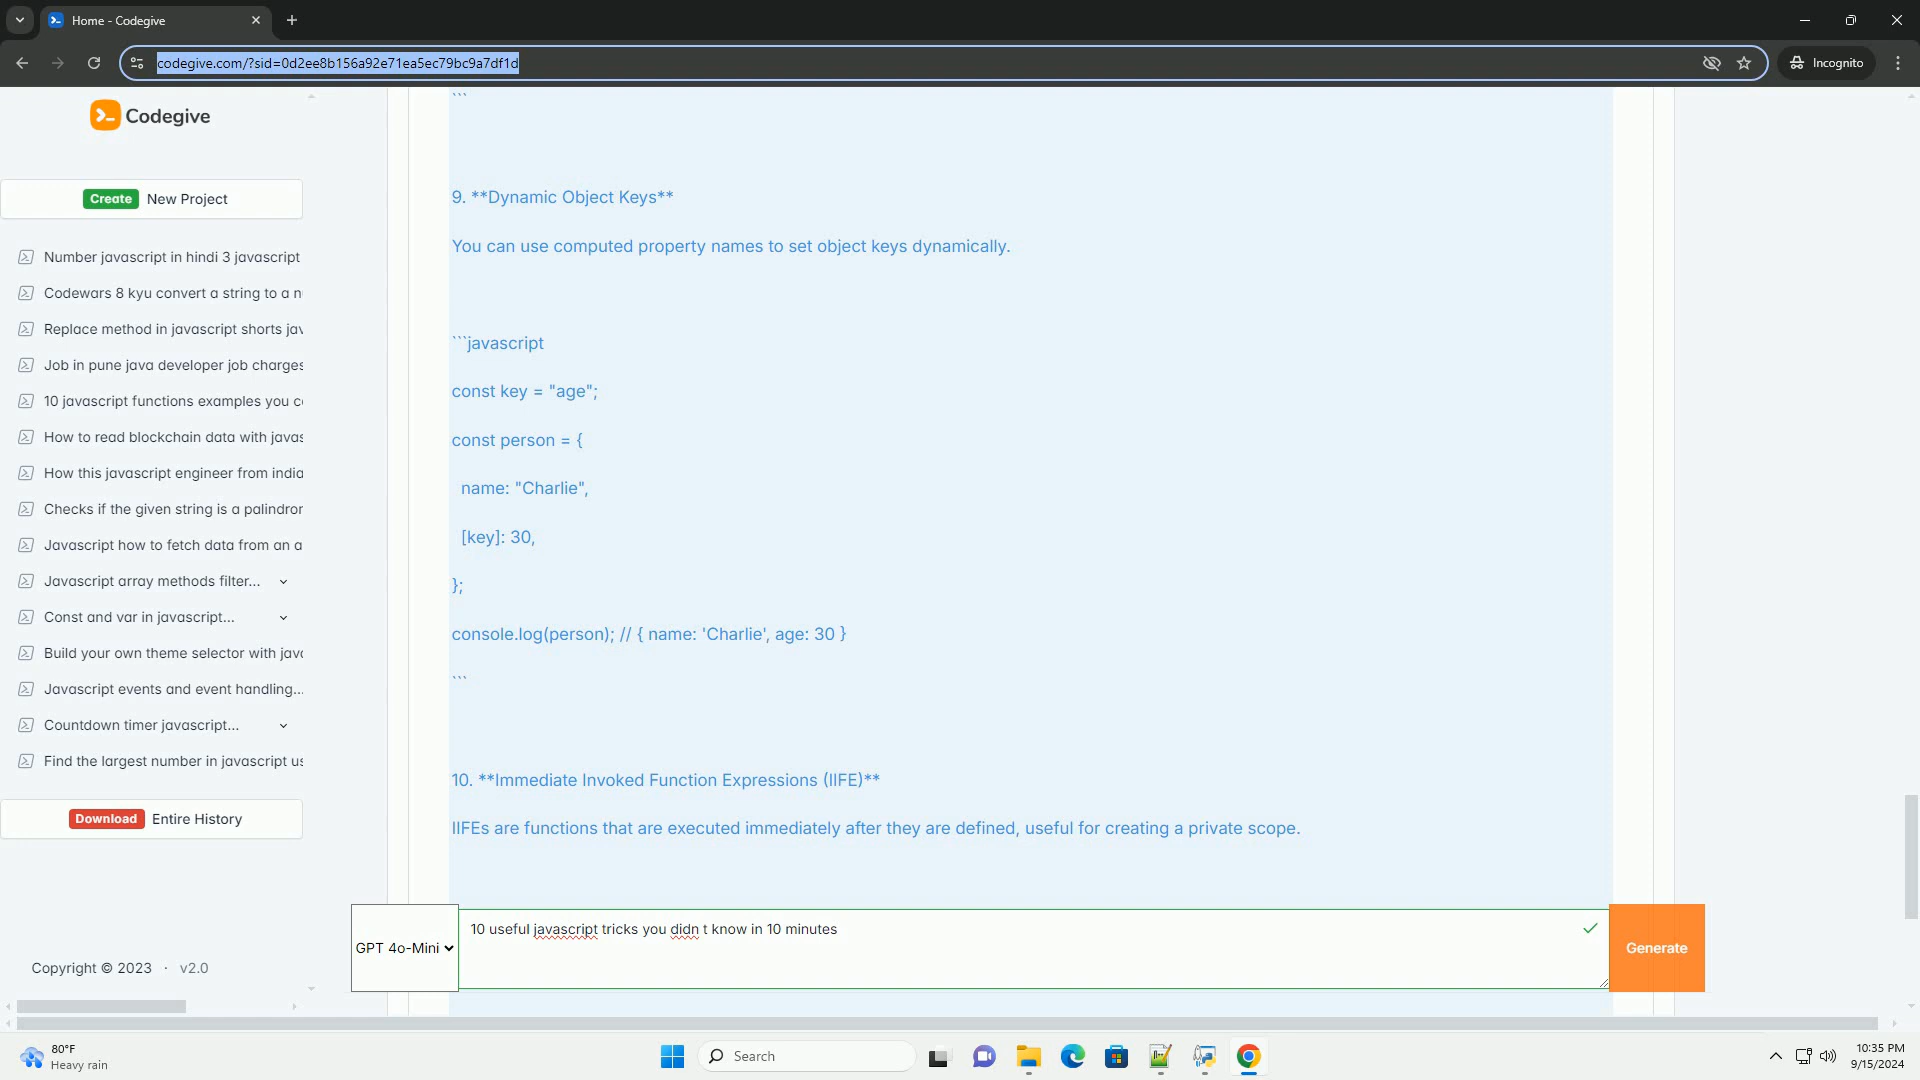 Home - Codegive
codegive.com/?sid=0d2ee8b156a92e71ea5ec79bc9a7df1d
Incognito
Codegive
Create New Project
Number javascript in hindi 3 javascript
Codewars 8 kyu convert a string to a n
Replace method in javascript shorts jav
Job in pune java developer job charges
10 javascript functions examples you c
How to read blockchain data with javas
How this javascript engineer from india
Checks if the given string is a palindror
Javascript how to fetch data from an a
Javascript array methods filter...
Const and var in javascript...
Build your own theme selector with java
Javascript events and event handling...
Countdown timer javascript...
Find the largest number in javascript us
Download Entire History
Copyright © 2023 · v2.0
```
9. **Dynamic Object Keys**
You can use computed property names to set object keys dynamically.
```javascript
const key = "age";
const person = {
name: "Charlie",
[key]: 30,
};
console.log(person); // { name: 'Charlie', age: 30 }
```
10. **Immediate Invoked Function Expressions (IIFE)**
IIFEs are functions that are executed immediately after they are defined, useful for creating a private scope.
GPT 4o-Mini
10 useful javascript tricks you didn t know in 10 minutes
Generate
80°F
Heavy rain
Search
10:35 PM
9/15/2024